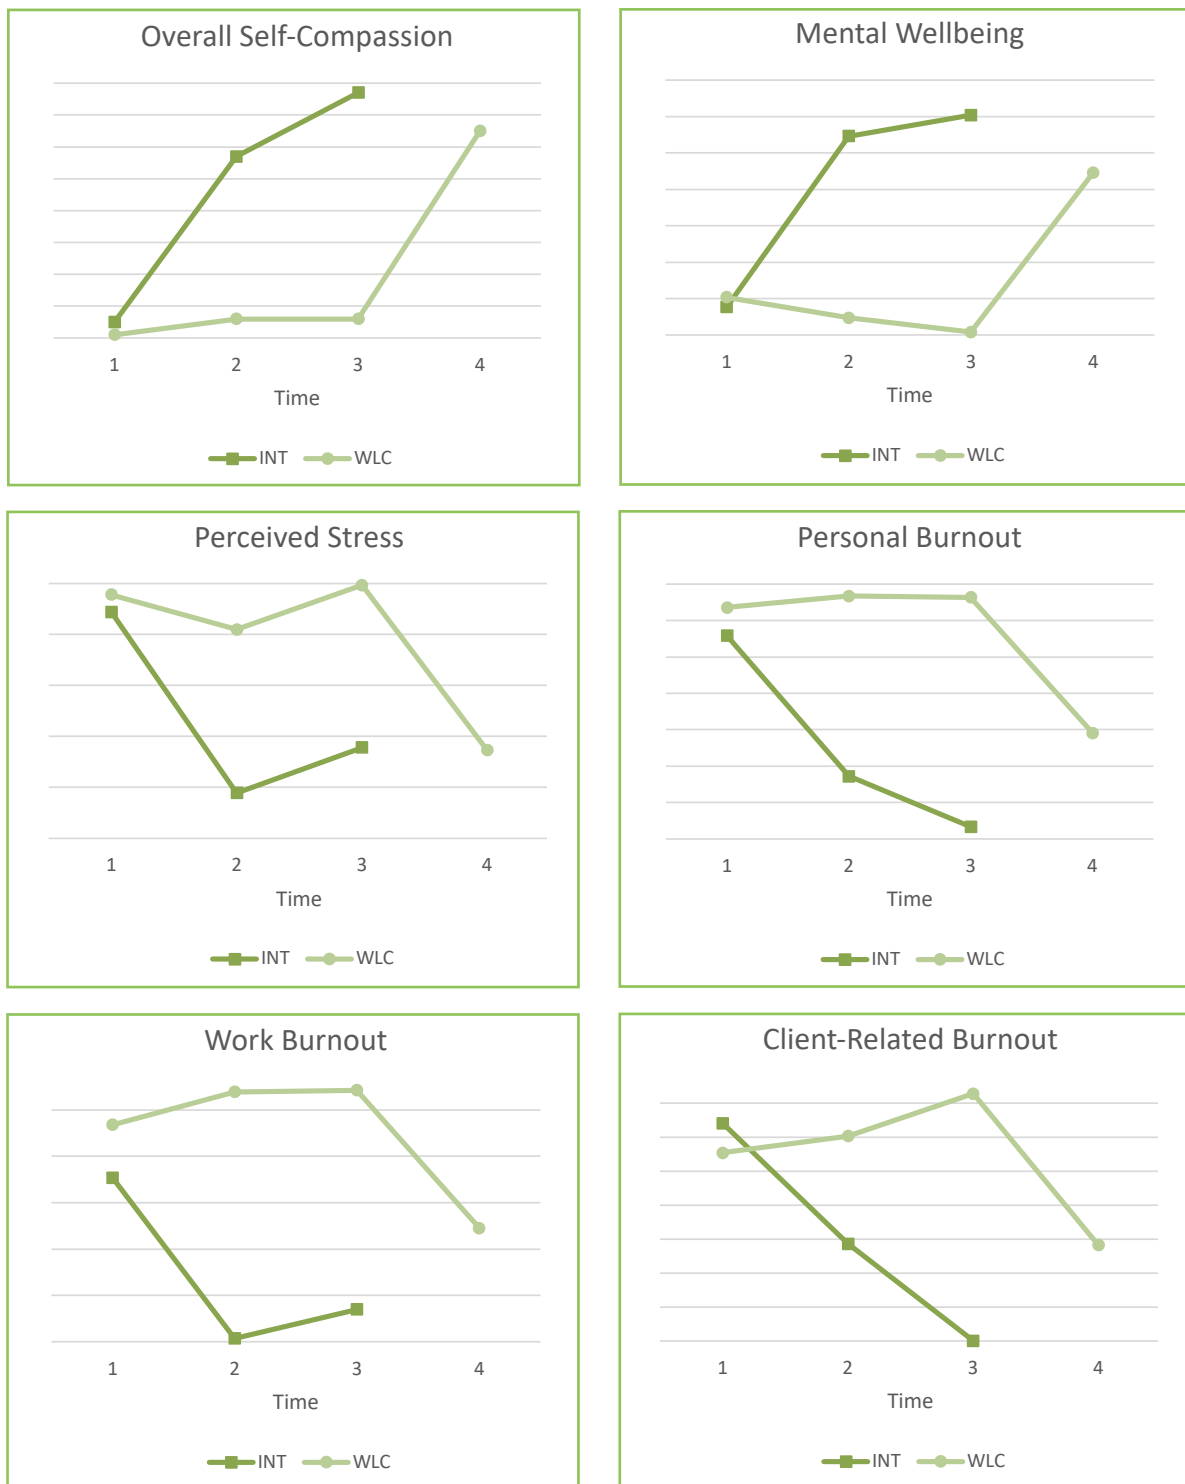 Overall Self-Compassion
1 2 3 4
Time
INT WLC
Mental Wellbeing
1 2 3 4
Time
INT WLC
Perceived Stress
1 2 3 4
Time
INT WLC
Personal Burnout
1 2 3 4
Time
INT WLC
Work Burnout
1 2 3 4
Time
INT WLC
Client-Related Burnout
1 2 3 4
Time
INT WLC